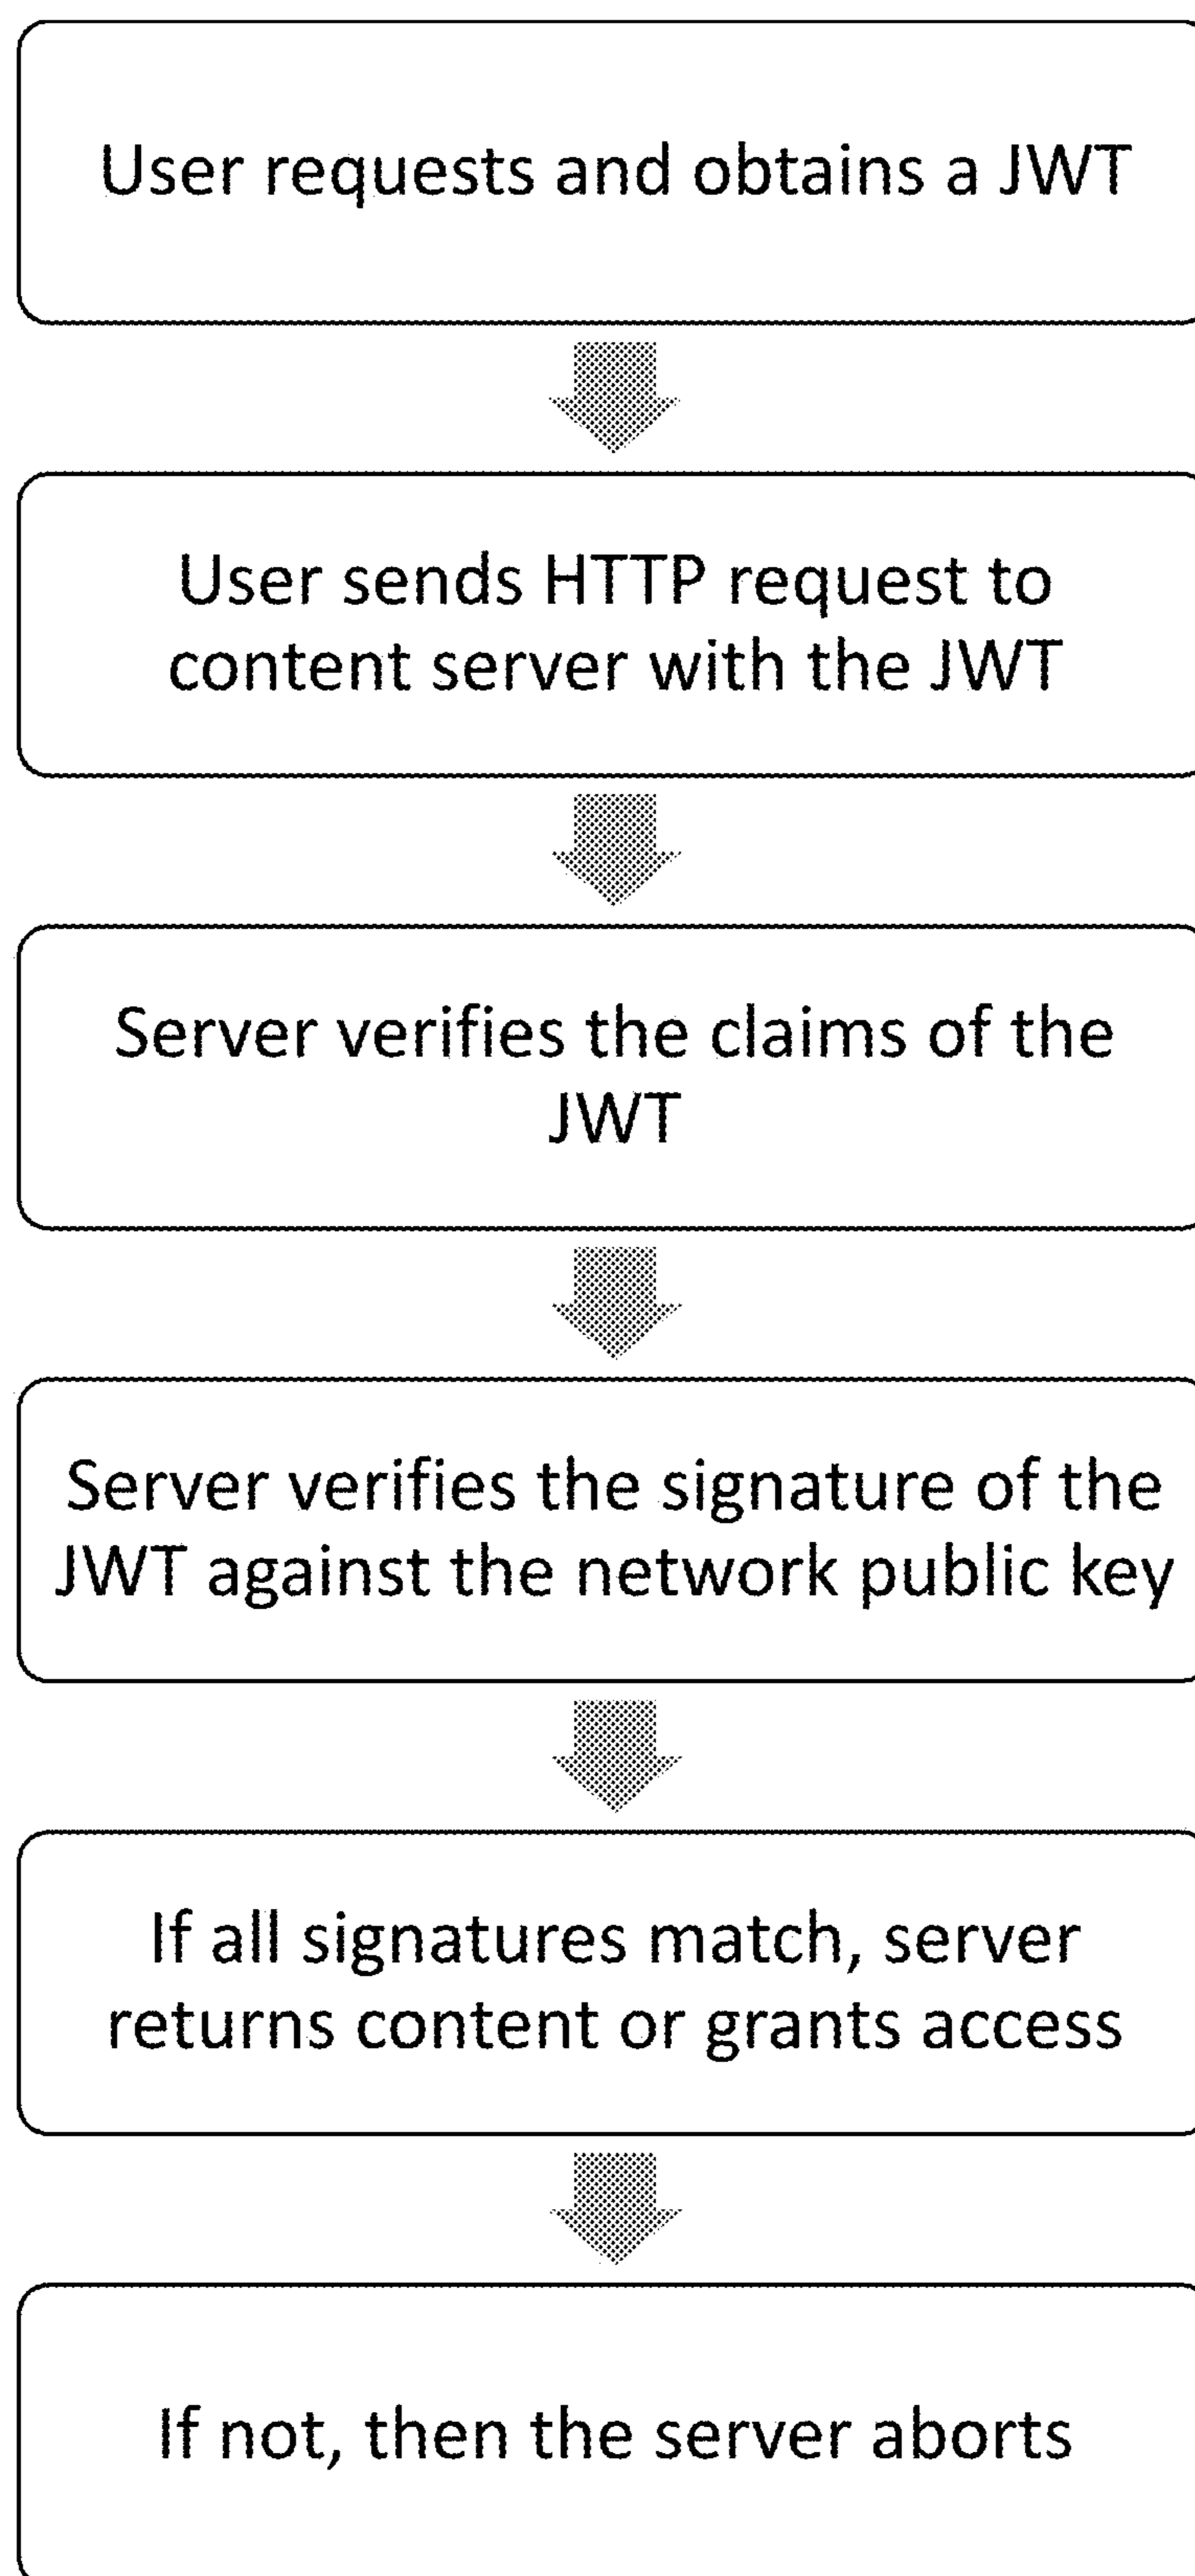 User requests and obtains a JWT
User sends HTTP request to
content server with the JWT
Server verifies the claims of the
JWT
Server verifies the signature of the
JWT against the network public key
If all signatures match, server
returns content or grants access
If not, then the server aborts